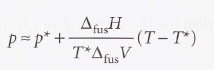 p ≈ p* + Δ_fus H / (T* Δ_fus V) (T − T*)